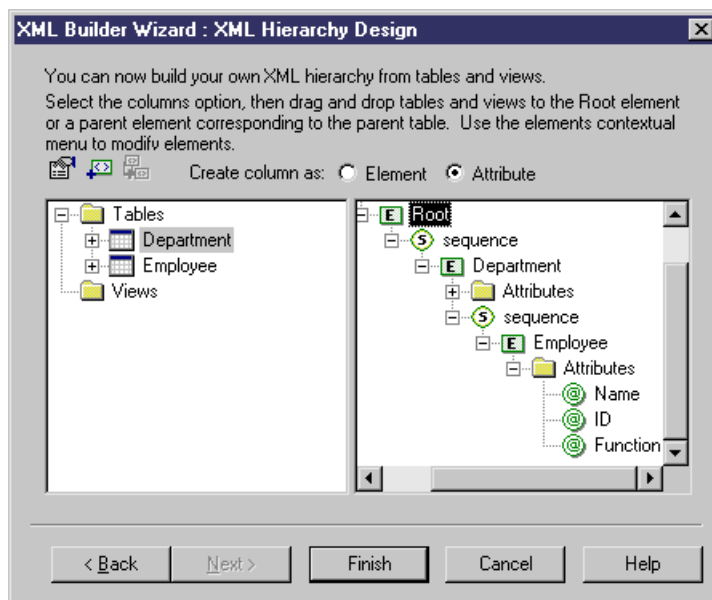 XML Builder Wizard : XML Hierarchy Design
You can now build your own XML hierarchy from tables and views.
Select the columns option, then drag and drop tables and views to the Root element
or a parent element corresponding to the parent table. Use the elements contextual
menu to modify elements.
Create column as: Element Attribute
Tables
Department
Employee
Views
E Root
S sequence
E Department
Attributes
S sequence
E Employee
Attributes
@ Name
@ ID
@ Function
< Back Next > Finish Cancel Help